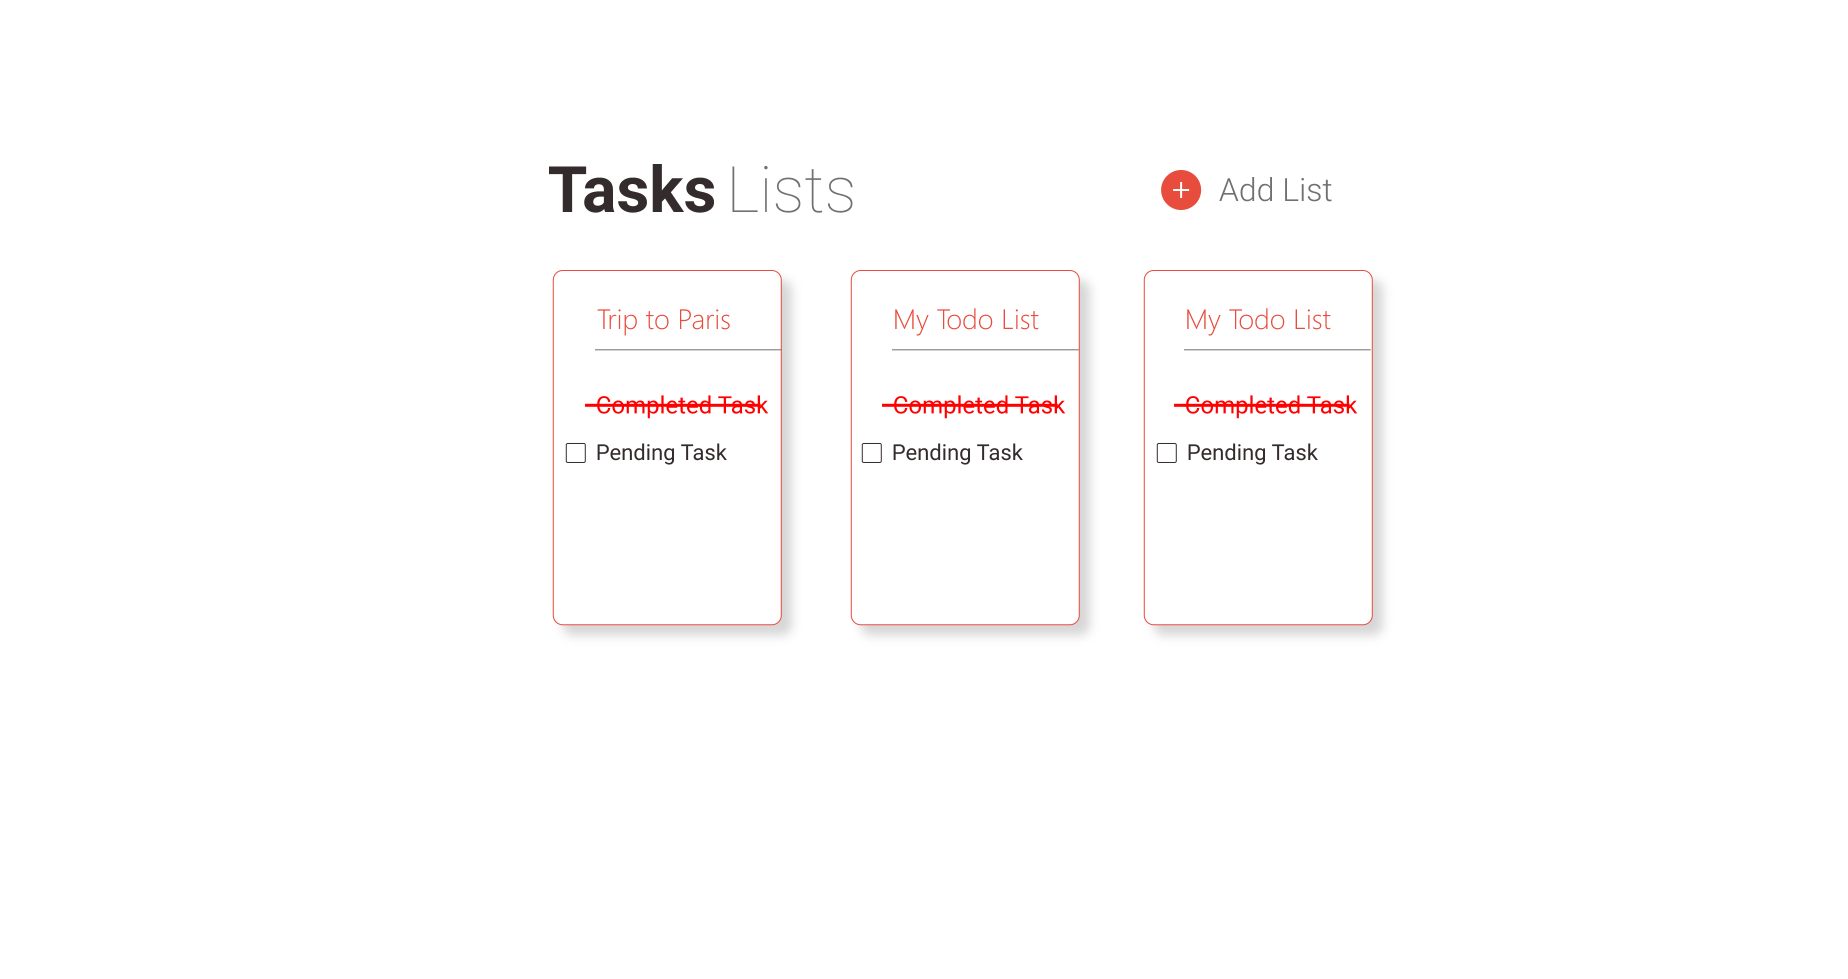 Tasks Lists
Add List
Trip to Paris
Completed Task
Pending Task
My Todo List
Completed Task
Pending Task
My Todo List
Completed Task
Pending Task